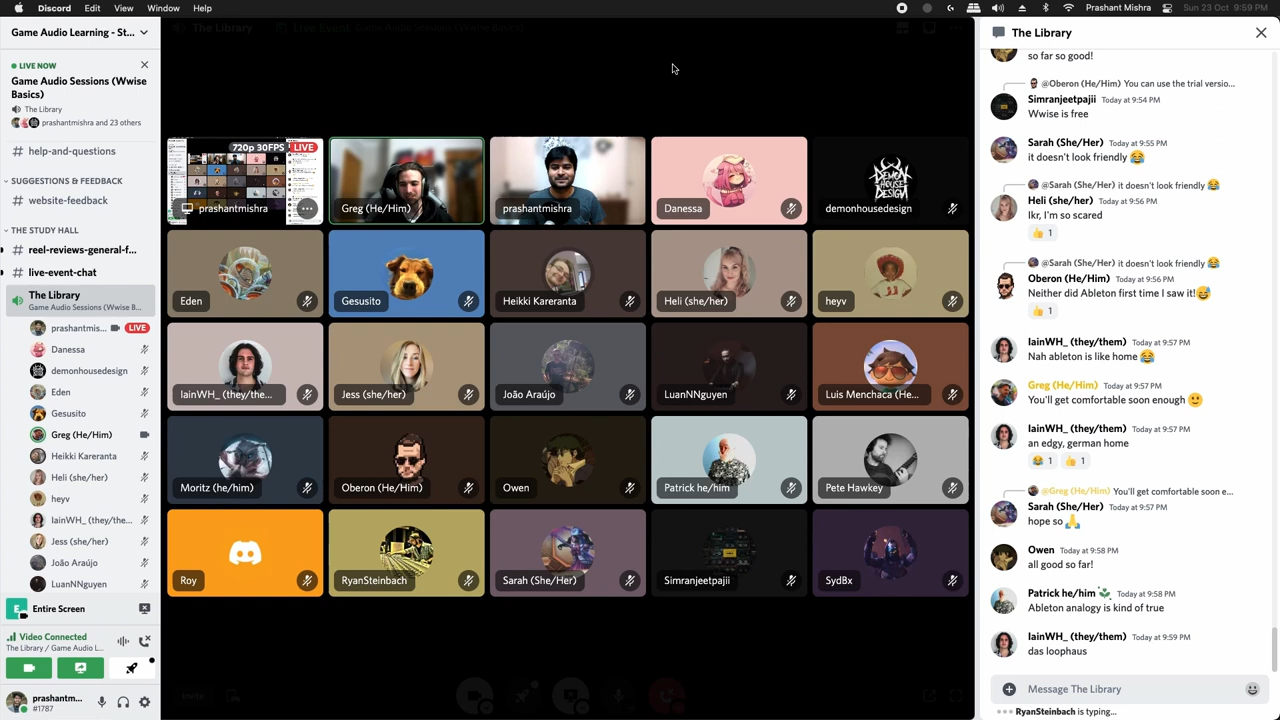 Discord Edit View Window Help Prashant Mishra Sun 23 Oct 9:59 PM
Game Audio Learning - St...
LIVE NOW
Game Audio Sessions (Wwise Basics)
The Library
prashantmishra and 23 others
# help-and-questions
SUGGESTIONS & FEEDBACK
# website-feedback
THE STUDY HALL
# reel-reviews-general-f...
# live-event-chat
The Library
Game Audio Sessions (Wwise B...
prashantmis... LIVE
Danessa
demonhousedesign
Eden
Gesusito
Greg (He/Him)
Heikki Kareranta
Heli (she/her)
heyv
IainWH_ (they/the...
Jess (she/her)
João Araújo
LuanNNguyen
Entire Screen
Video Connected
The Library / Game Audio L...
prashantm...
#1787
The Library Live Event Game Audio Sessions (Wwise Basics)
720p 30FPS LIVE
prashantmishra
Greg (He/Him)
prashantmishra
Danessa
DEMON HOUSE DESIGN
demonhousedesign
Eden
Gesusito
Heikki Kareranta
Heli (she/her)
heyv
IainWH_ (they/the...
Jess (she/her)
João Araújo
LuanNNguyen
Luis Menchaca (He...
Moritz (he/him)
Oberon (He/Him)
Owen
Patrick he/him
Pete Hawkey
Roy
RyanSteinbach
Sarah (She/Her)
Simranjeetpajii
SydBx
Invite
The Library
so far so good!
@Oberon (He/Him) You can use the trial versio...
Simranjeetpajii Today at 9:54 PM
Wwise is free
Sarah (She/Her) Today at 9:55 PM
it doesn't look friendly 😂
@Sarah (She/Her) it doesn't look friendly 😂
Heli (she/her) Today at 9:56 PM
Ikr, I'm so scared
👍 1
@Sarah (She/Her) it doesn't look friendly 😂
Oberon (He/Him) Today at 9:56 PM
Neither did Ableton first time I saw it!😅
👍 1
IainWH_ (they/them) Today at 9:57 PM
Nah ableton is like home 😂
Greg (He/Him) Today at 9:57 PM
You'll get comfortable soon enough 🙂
IainWH_ (they/them) Today at 9:57 PM
an edgy, german home
😂 1 👍 1
@Greg (He/Him) You'll get comfortable soon e...
Sarah (She/Her) Today at 9:57 PM
hope so 🙏
Owen Today at 9:58 PM
all good so far!
Patrick he/him 🌱 Today at 9:58 PM
Ableton analogy is kind of true
IainWH_ (they/them) Today at 9:59 PM
das loophaus
Message The Library
RyanSteinbach is typing...